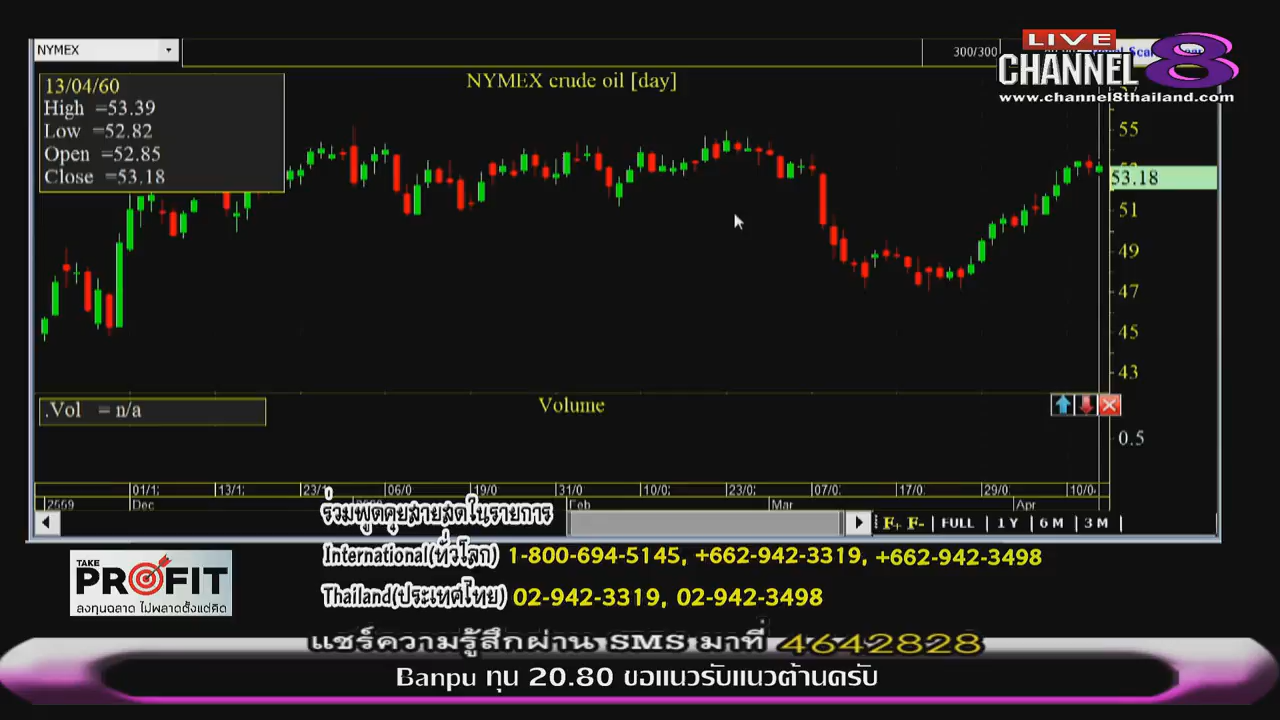 NYMEX
300/300
LIVE
CHANNEL 8
www.channel8thailand.com
NYMEX crude oil [day]
13/04/60
High =53.39
Low =52.82
Open =52.85
Close =53.18
55
53.18
51
49
47
45
43
.Vol = n/a
Volume
0.5
01/1; 13/1; 23/1 06/0 19/0 31/0 10/0; 23/0; 07/0; 17/0; 29/0 10/0
2559 Dec Feb Mar Apr
F+ F- FULL 1 Y 6 M 3 M
ร่วมพูดคุยสายสดในรายการ
International(ทั่วโลก) 1-800-694-5145, +662-942-3319, +662-942-3498
Thailand(ประเทศไทย) 02-942-3319, 02-942-3498
TAKE
PROFIT
ลงทุนฉลาด ไม่พลาดตั้งแต่คิด
แชร์ความรู้สึกผ่าน SMS มาที่ 4642828
Banpu ทุน 20.80 ขอแนวรับแนวต้านครับ